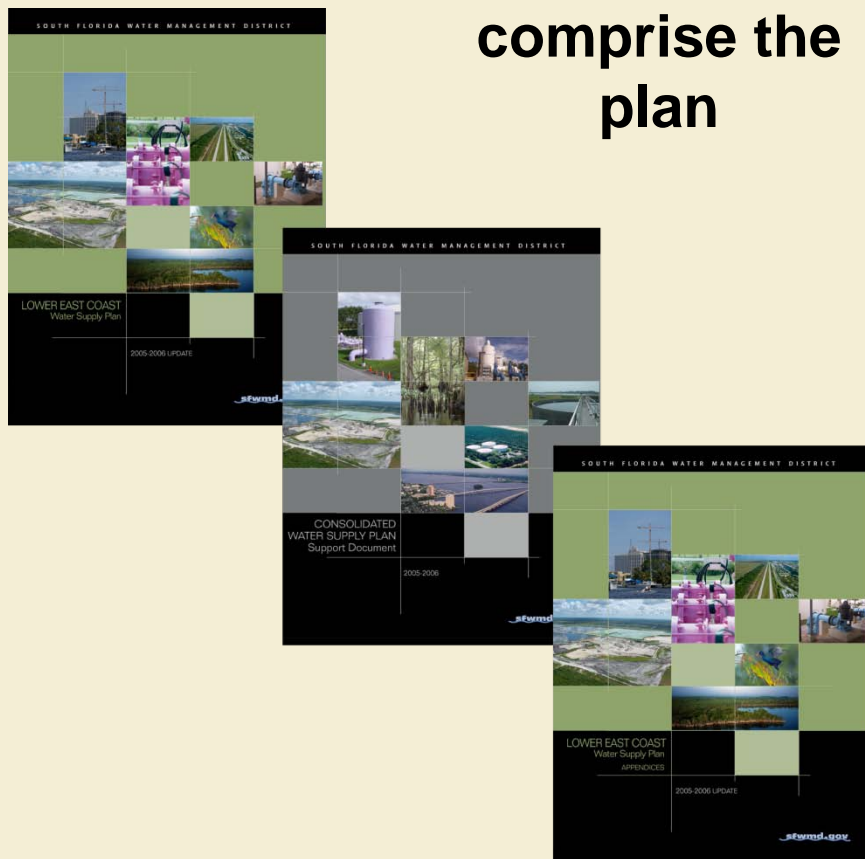 comprise the
plan
SOUTH FLORIDA WATER MANAGEMENT DISTRICT
LOWER EAST COAST
Water Supply Plan
2005-2006 UPDATE
sfwmd.
SOUTH FLORIDA WATER MANAGEMENT DISTRICT
CONSOLIDATED
WATER SUPPLY PLAN
Support Document
2005-2006
sfwmd
SOUTH FLORIDA WATER MANAGEMENT DISTRICT
LOWER EAST COAST
Water Supply Plan
APPENDICES
2005-2006 UPDATE
sfwmd.gov